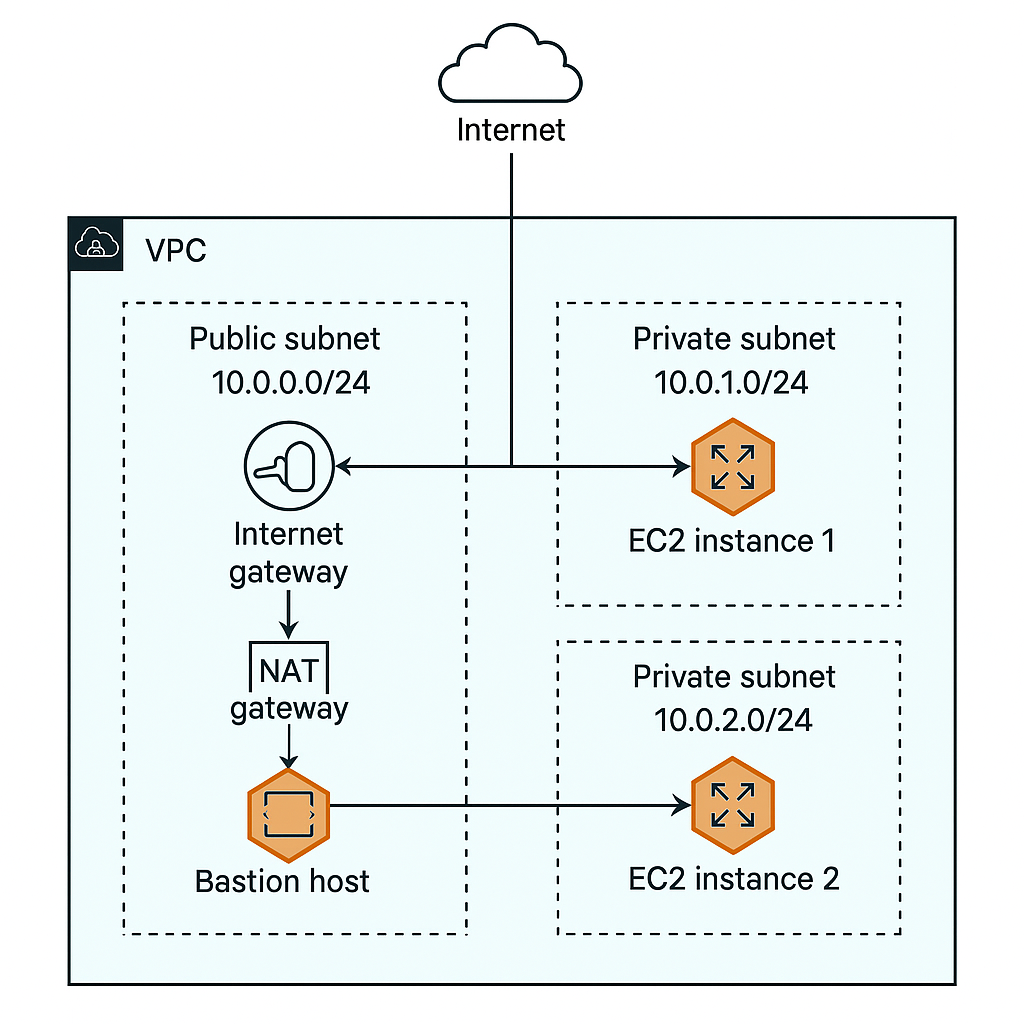 Internet
VPC
Public subnet
10.0.0.0/24
Internet
gateway
NAT
gateway
Bastion host
Private subnet
10.0.1.0/24
EC2 instance 1
Private subnet
10.0.2.0/24
EC2 instance 2